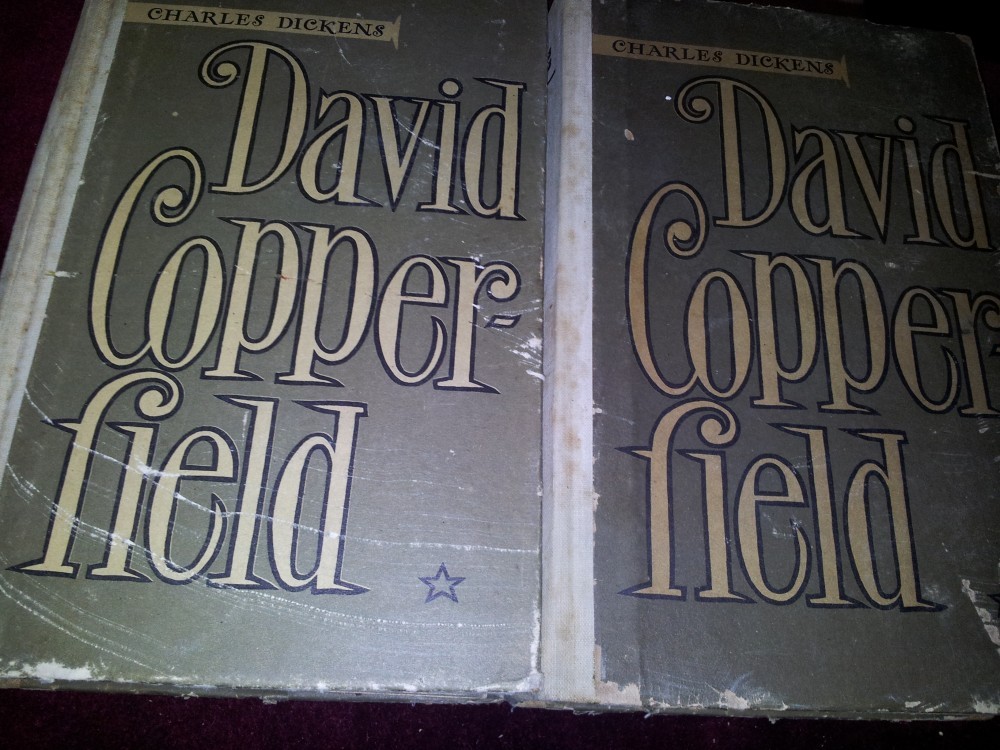 CHARLES DICKENS
David
Copper-
field
CHARLES DICKENS
David
Copper-
field